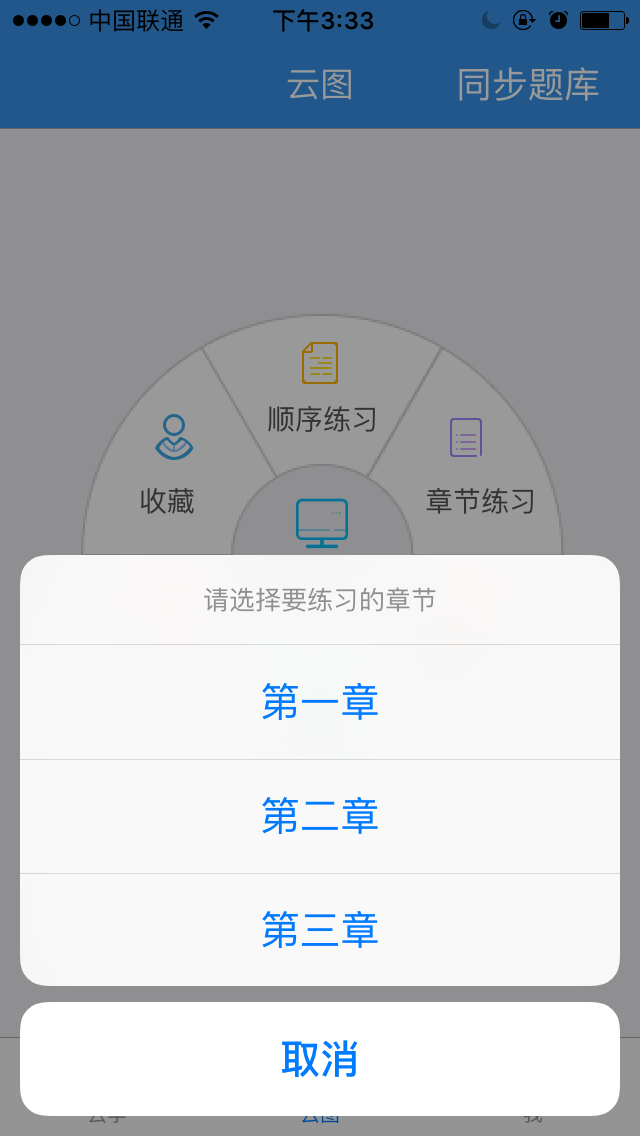 中国联通 下午3:33
云图 同步题库
顺序练习
收藏 章节练习
请选择要练习的章节
第一章
第二章
第三章
取消
云图
我